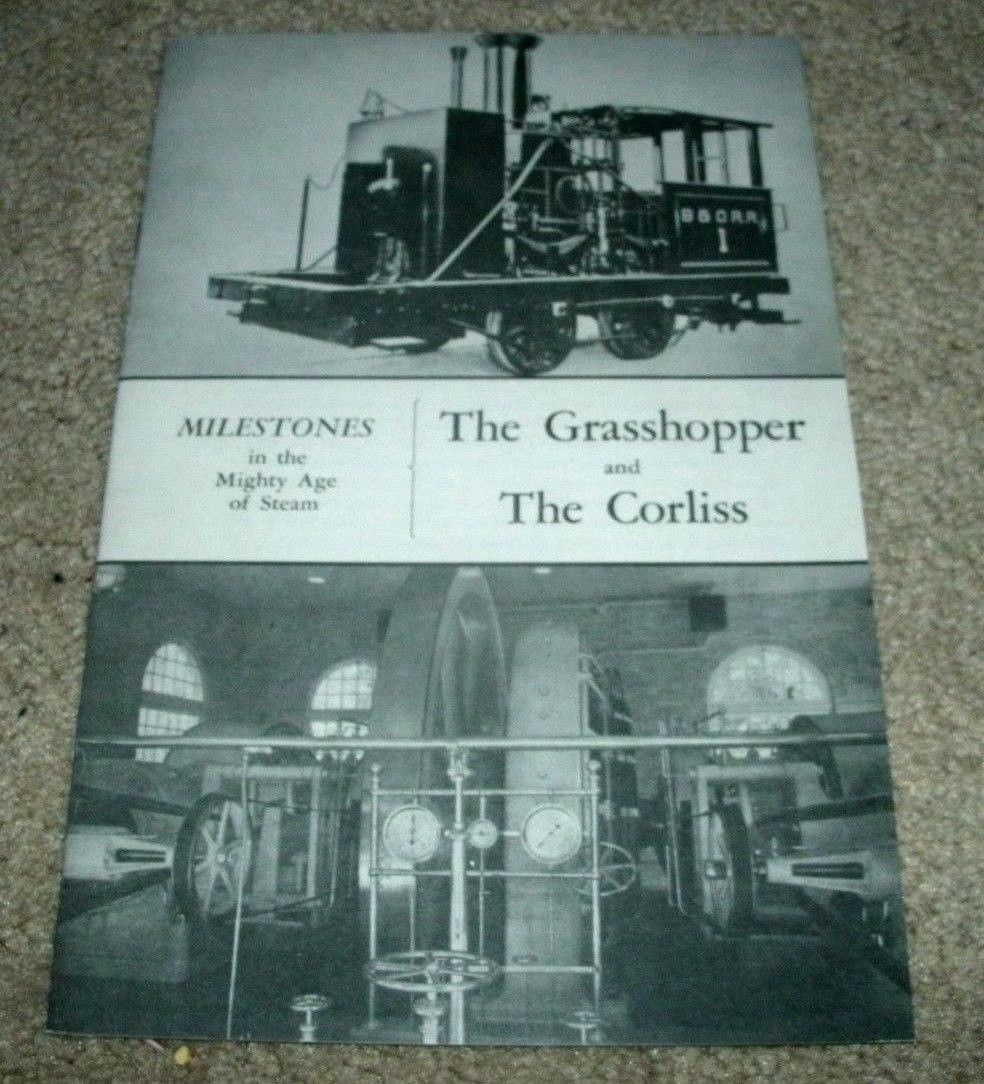 B B O R R
1
MILESTONES
in the
Mighty Age
of Steam
The Grasshopper
and
The Corliss